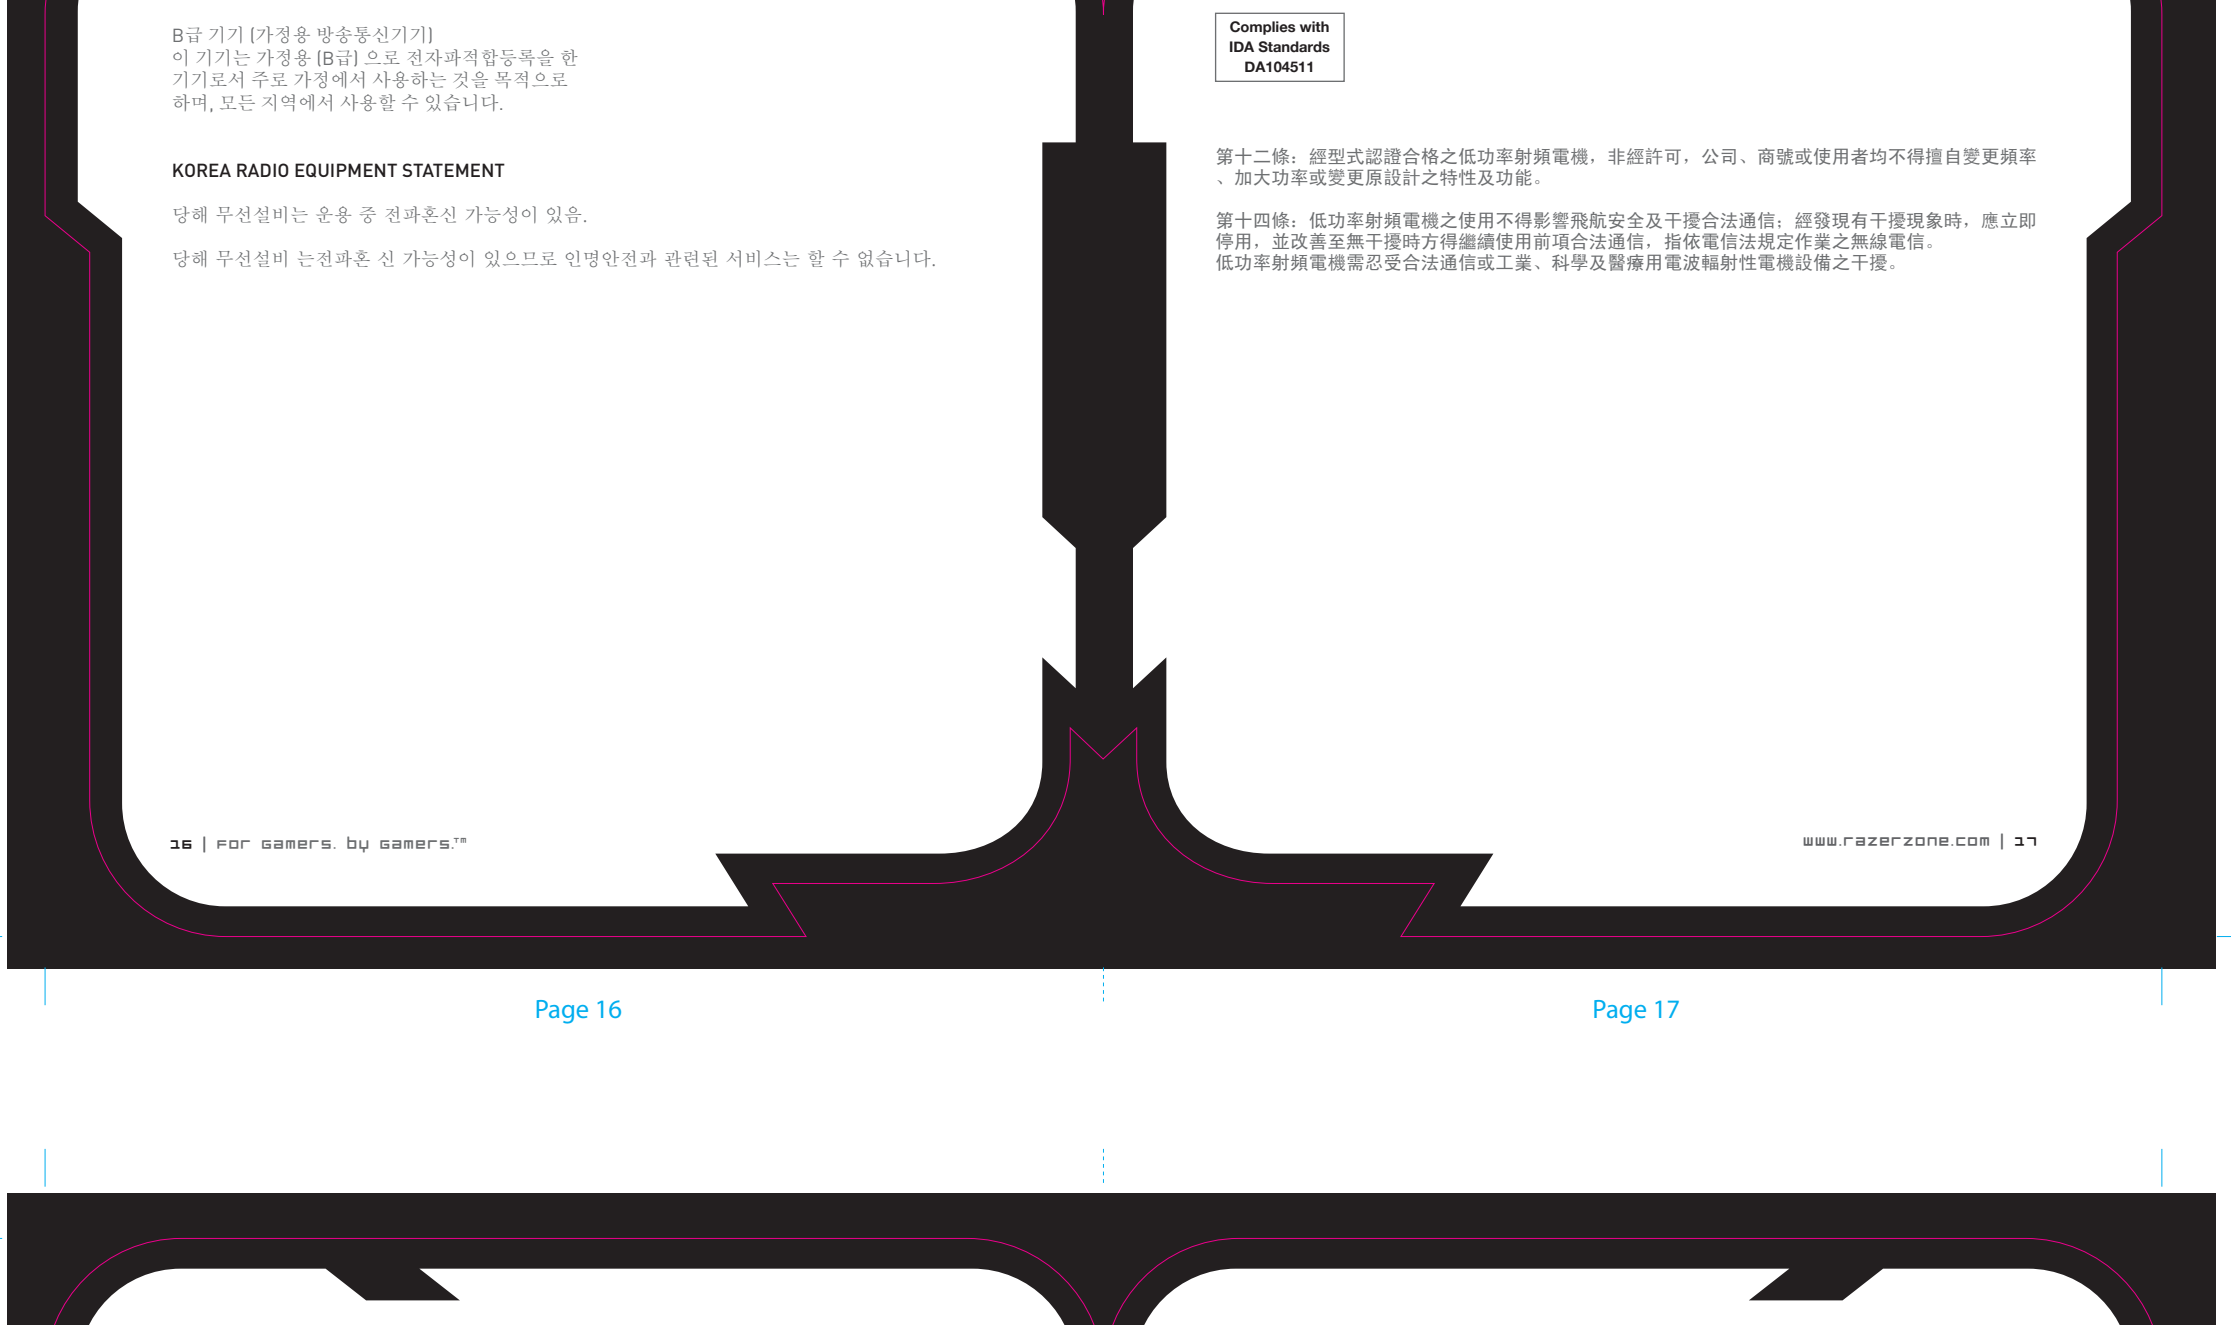 B급 기기 (가정용 방송통신기기)
이 기기는 가정용 (B급) 으로 전자파적합등록을 한
기기로서 주로 가정에서 사용하는 것을 목적으로
하며, 모든 지역에서 사용할 수 있습니다.
KOREA RADIO EQUIPMENT STATEMENT
당해 무선설비는 운용 중 전파혼신 가능성이 있음.
당해 무선설비 는전파혼 신 가능성이 있으므로 인명안전과 관련된 서비스는 할 수 없습니다.
16 | For Gamers. by Gamers.™
Complies with
IDA Standards
DA104511
第十二條：經型式認證合格之低功率射頻電機，非經許可，公司、商號或使用者均不得擅自變更頻率
、加大功率或變更原設計之特性及功能。
第十四條：低功率射頻電機之使用不得影響飛航安全及干擾合法通信；經發現有干擾現象時，應立即
停用，並改善至無干擾時方得繼續使用前項合法通信，指依電信法規定作業之無線電信。
低功率射頻電機需忍受合法通信或工業、科學及醫療用電波輻射性電機設備之干擾。
www.razerzone.com | 17
Page 16
Page 17